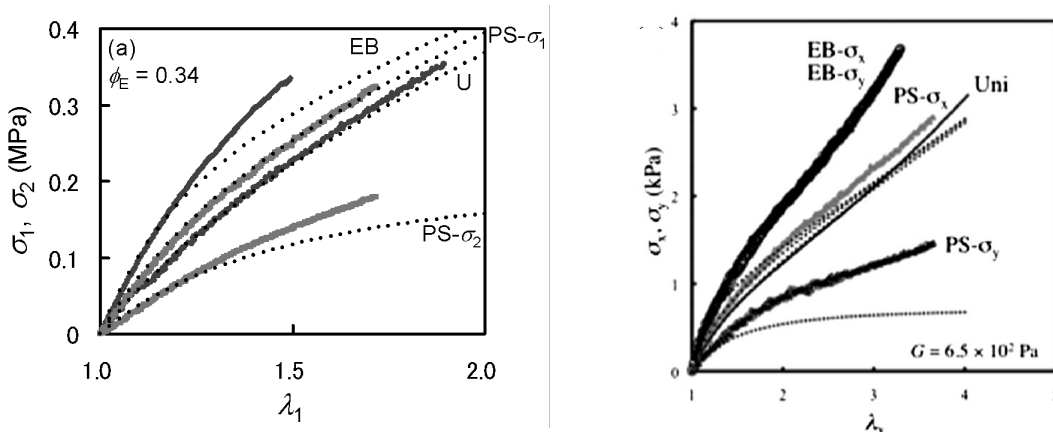 (a)
ϕE = 0.34
EB
PS-σ1
U
PS-σ2
0.4
0.3
0.2
0.1
0
σ1, σ2 (MPa)
1.0 1.5 2.0
λ1
EB-σx
EB-σy
PS-σx
Uni
PS-σy
G = 6.5 × 10² Pa
4
3
2
1
0
σx, σy (kPa)
1 2 3 4